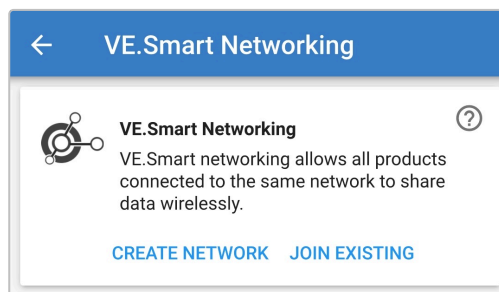 VE.Smart Networking
VE.Smart Networking
VE.Smart networking allows all products
connected to the same network to share
data wirelessly.
CREATE NETWORK JOIN EXISTING